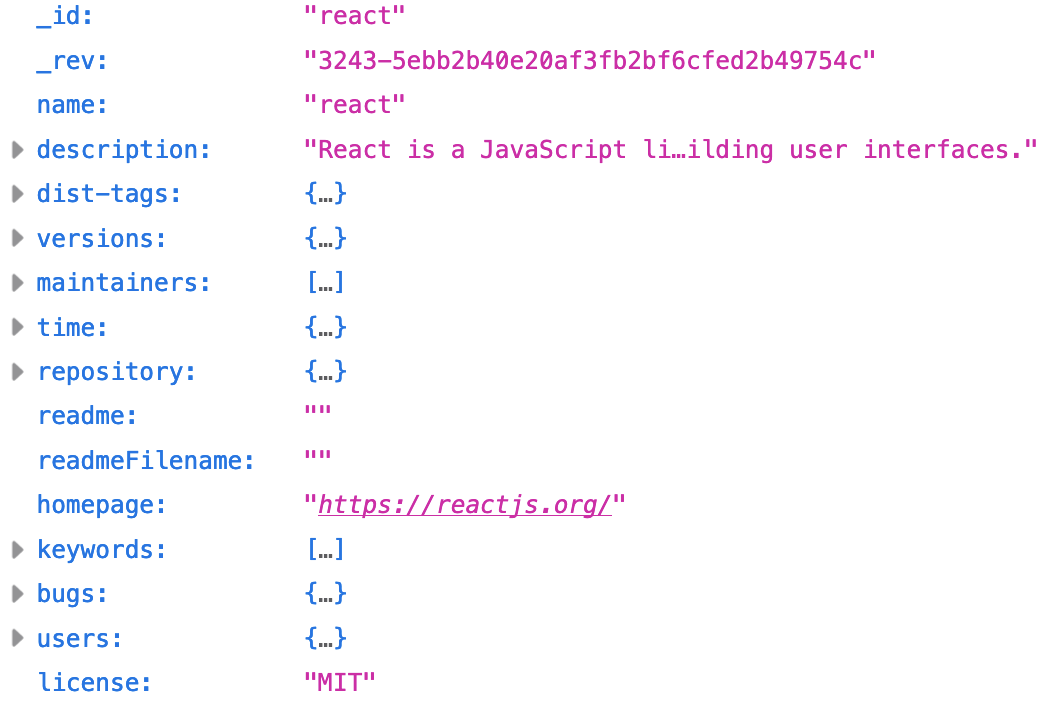 _id: "react"
_rev: "3243-5ebb2b40e20af3fb2bf6cfed2b49754c"
name: "react"
description: "React is a JavaScript li…ilding user interfaces."
dist-tags: {…}
versions: {…}
maintainers: […]
time: {…}
repository: {…}
readme: ""
readmeFilename: ""
homepage: "https://reactjs.org/"
keywords: […]
bugs: {…}
users: {…}
license: "MIT"